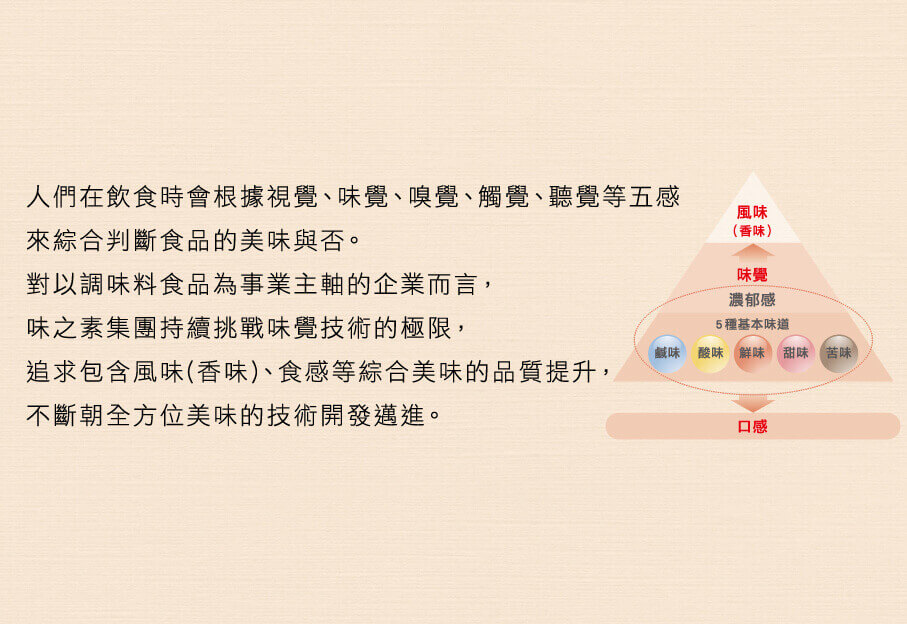 人們在飲食時會根據視覺、味覺、嗅覺、觸覺、聽覺等五感
來綜合判斷食品的美味與否。
對以調味料食品為事業主軸的企業而言，
味之素集團持續挑戰味覺技術的極限，
追求包含風味(香味)、食感等綜合美味的品質提升，
不斷朝全方位美味的技術開發邁進。
風味
（香味）
味覺
濃郁感
5種基本味道
鹹味 酸味 鮮味 甜味 苦味
口感